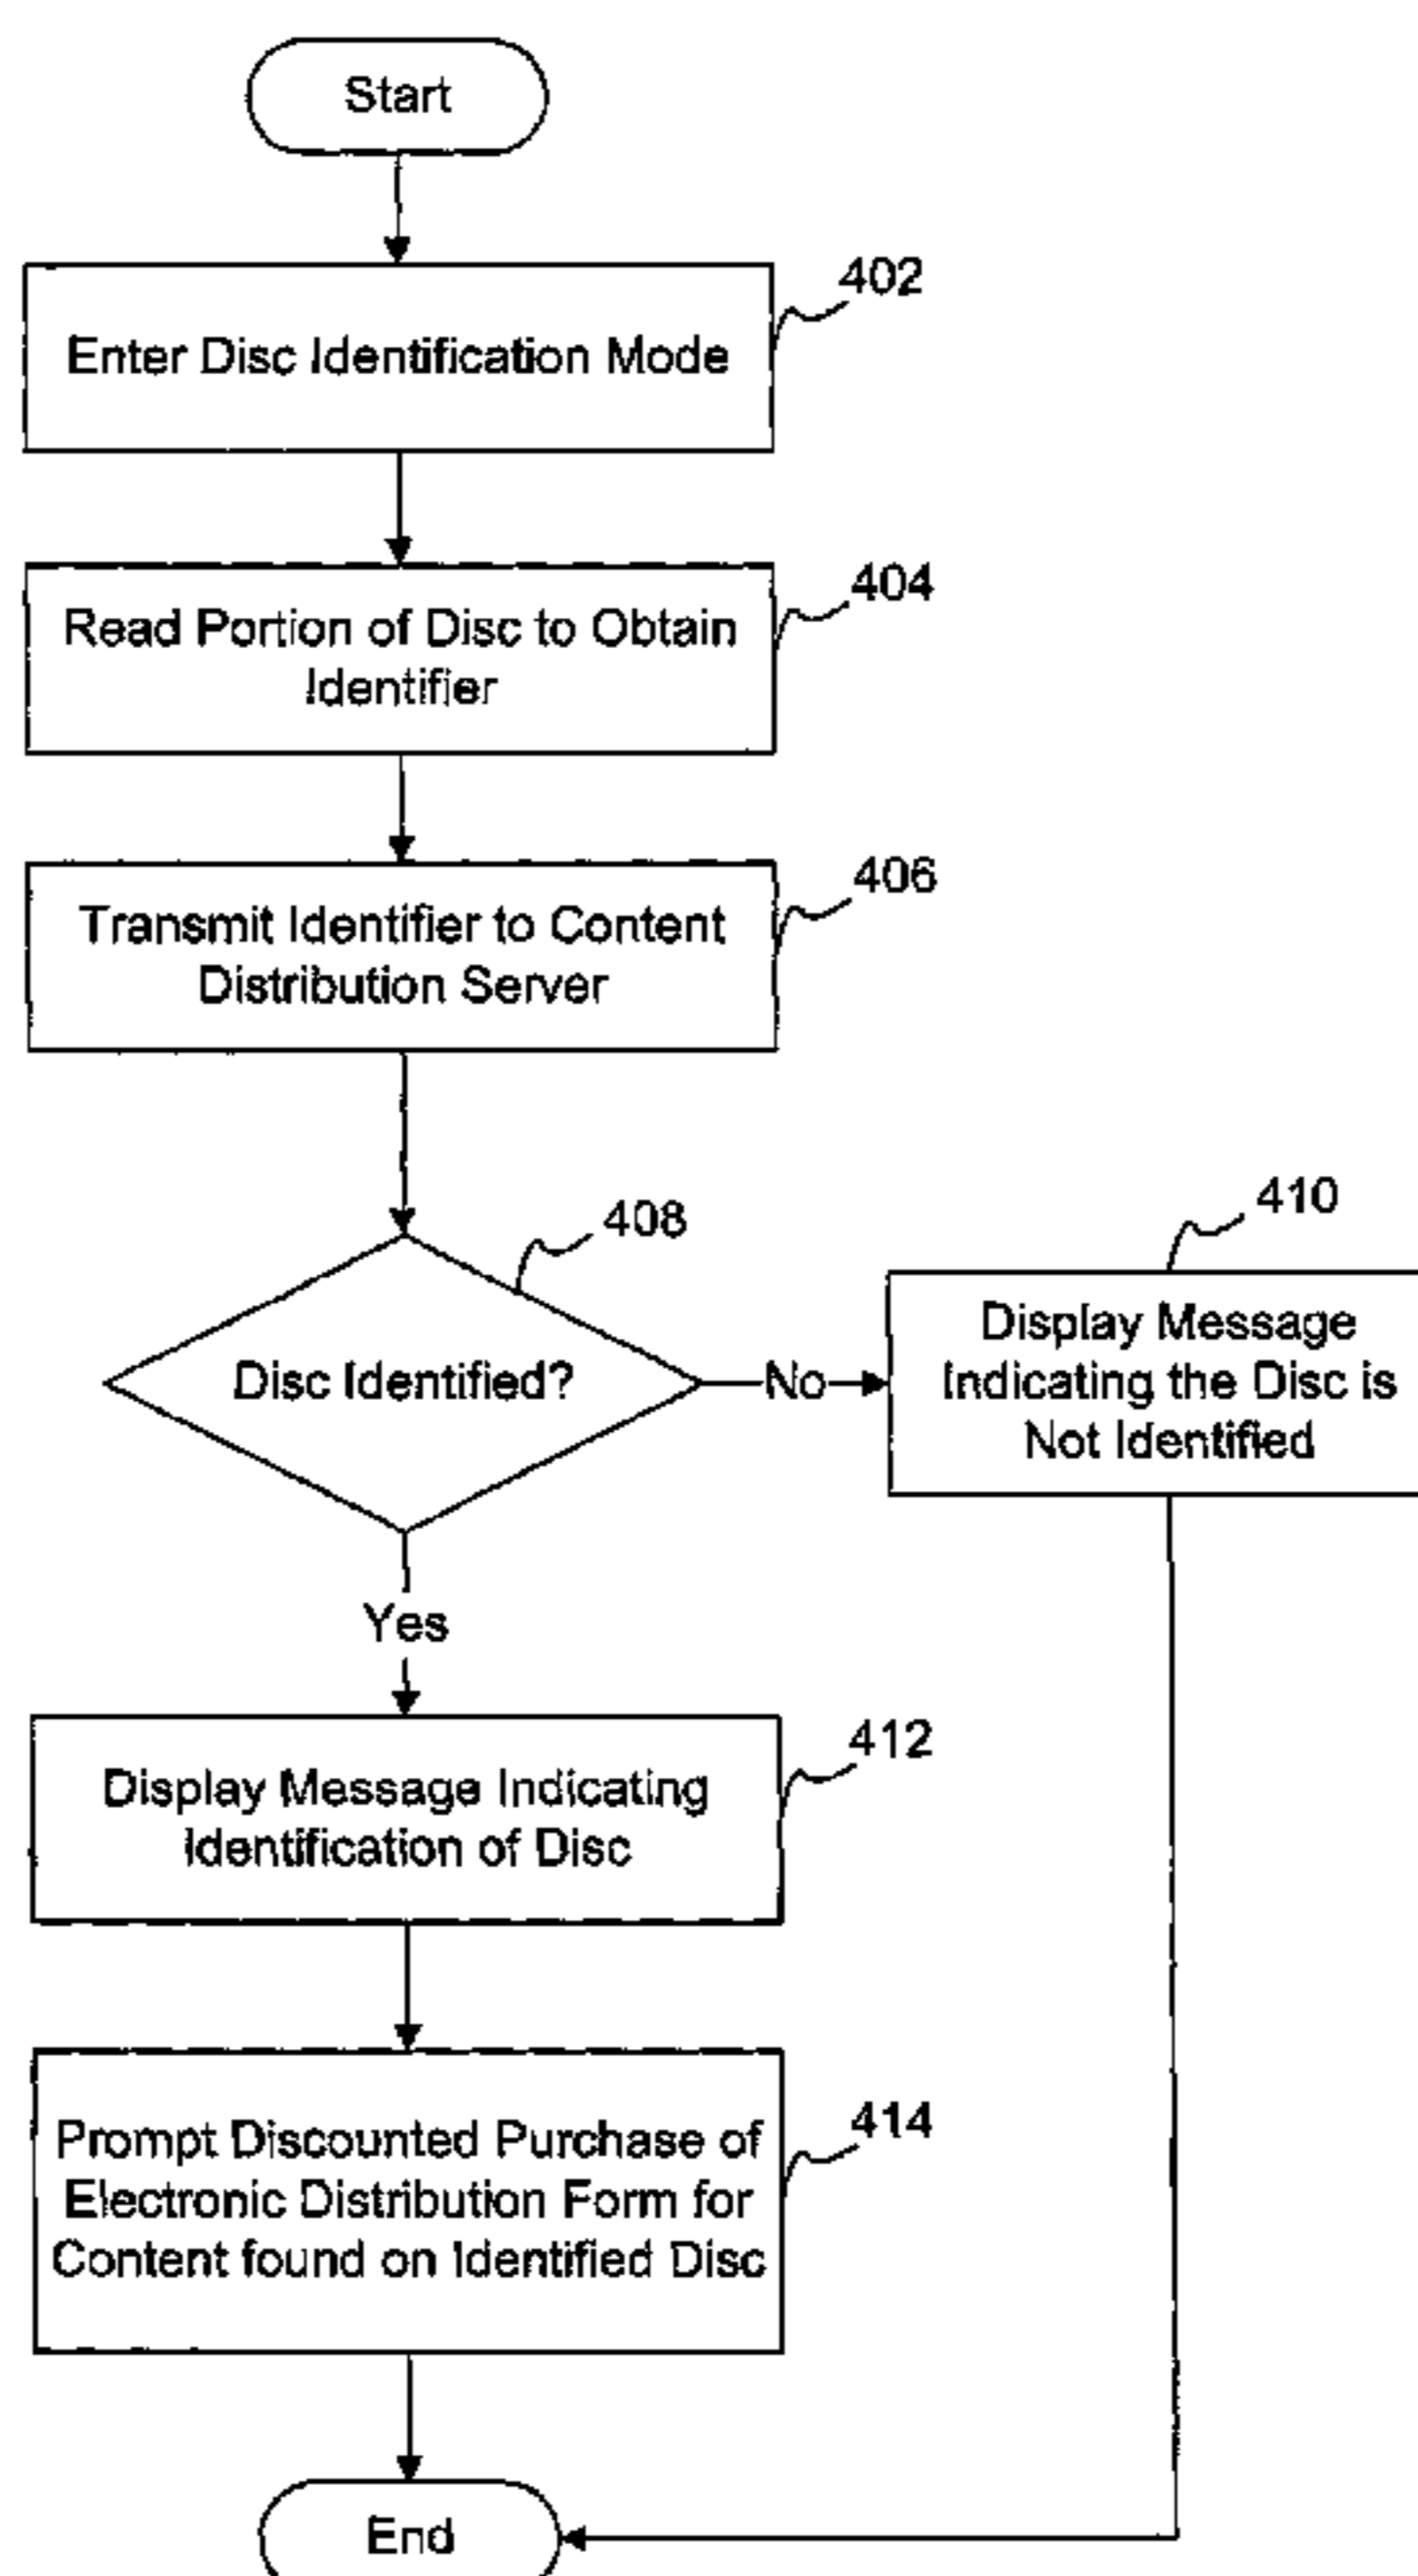 Start
402
Enter Disc Identification Mode
404
Read Portion of Disc to Obtain
Identifier
406
Transmit Identifier to Content
Distribution Server
408
410
Disc Identified?
No
Display Message
Indicating the Disc is
Not Identified
Yes
412
Display Message Indicating
Identification of Disc
414
Prompt Discounted Purchase of
Electronic Distribution Form for
Content found on Identified Disc
End